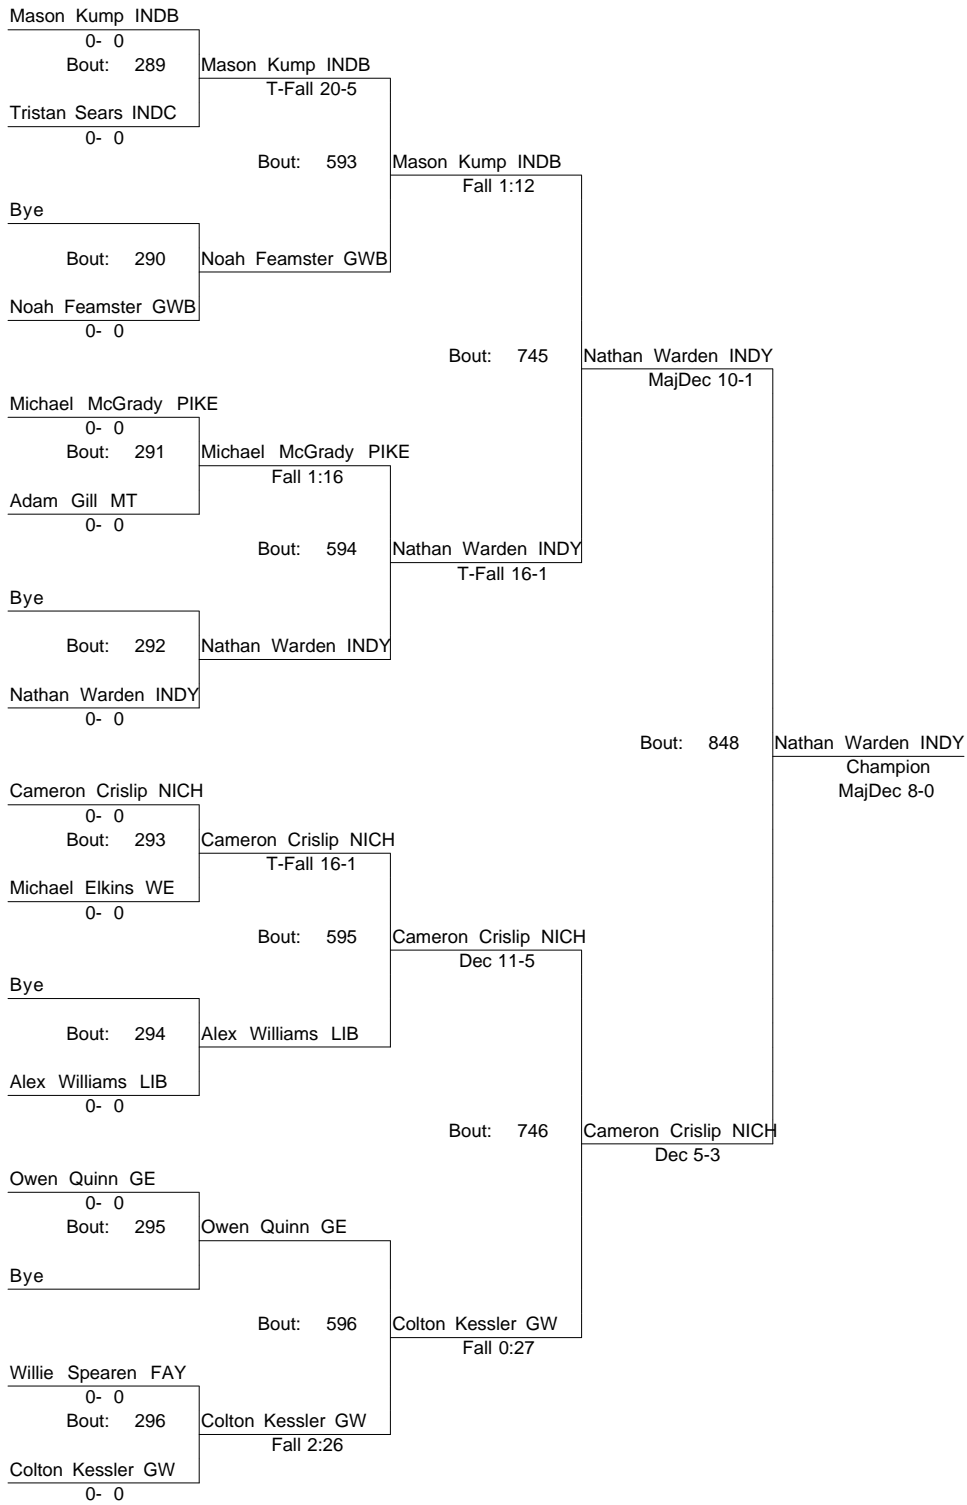 Mason Kump INDB
0- 0
Bout: 289 Mason Kump INDB
T-Fall 20-5
Tristan Sears INDC
0- 0
Bout: 593 Mason Kump INDB
Fall 1:12
Bye
Bout: 290 Noah Feamster GWB
Noah Feamster GWB
0- 0
Bout: 745 Nathan Warden INDY
MajDec 10-1
Michael McGrady PIKE
0- 0
Bout: 291 Michael McGrady PIKE
Fall 1:16
Adam Gill MT
0- 0
Bout: 594 Nathan Warden INDY
T-Fall 16-1
Bye
Bout: 292 Nathan Warden INDY
Nathan Warden INDY
0- 0
Bout: 848 Nathan Warden INDY
Champion
MajDec 8-0
Cameron Crislip NICH
0- 0
Bout: 293 Cameron Crislip NICH
T-Fall 16-1
Michael Elkins WE
0- 0
Bout: 595 Cameron Crislip NICH
Dec 11-5
Bye
Bout: 294 Alex Williams LIB
Alex Williams LIB
0- 0
Bout: 746 Cameron Crislip NICH
Dec 5-3
Owen Quinn GE
0- 0
Bout: 295 Owen Quinn GE
Bye
Bout: 596 Colton Kessler GW
Fall 0:27
Willie Spearen FAY
0- 0
Bout: 296 Colton Kessler GW
Fall 2:26
Colton Kessler GW
0- 0